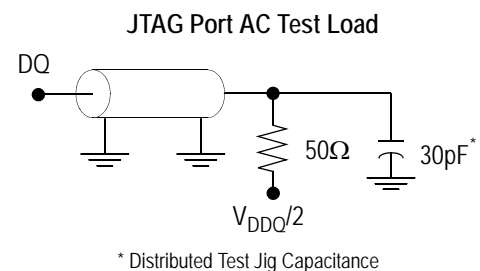 JTAG Port AC Test Load
DQ
50Ω
30pF*
VDDQ/2
* Distributed Test Jig Capacitance